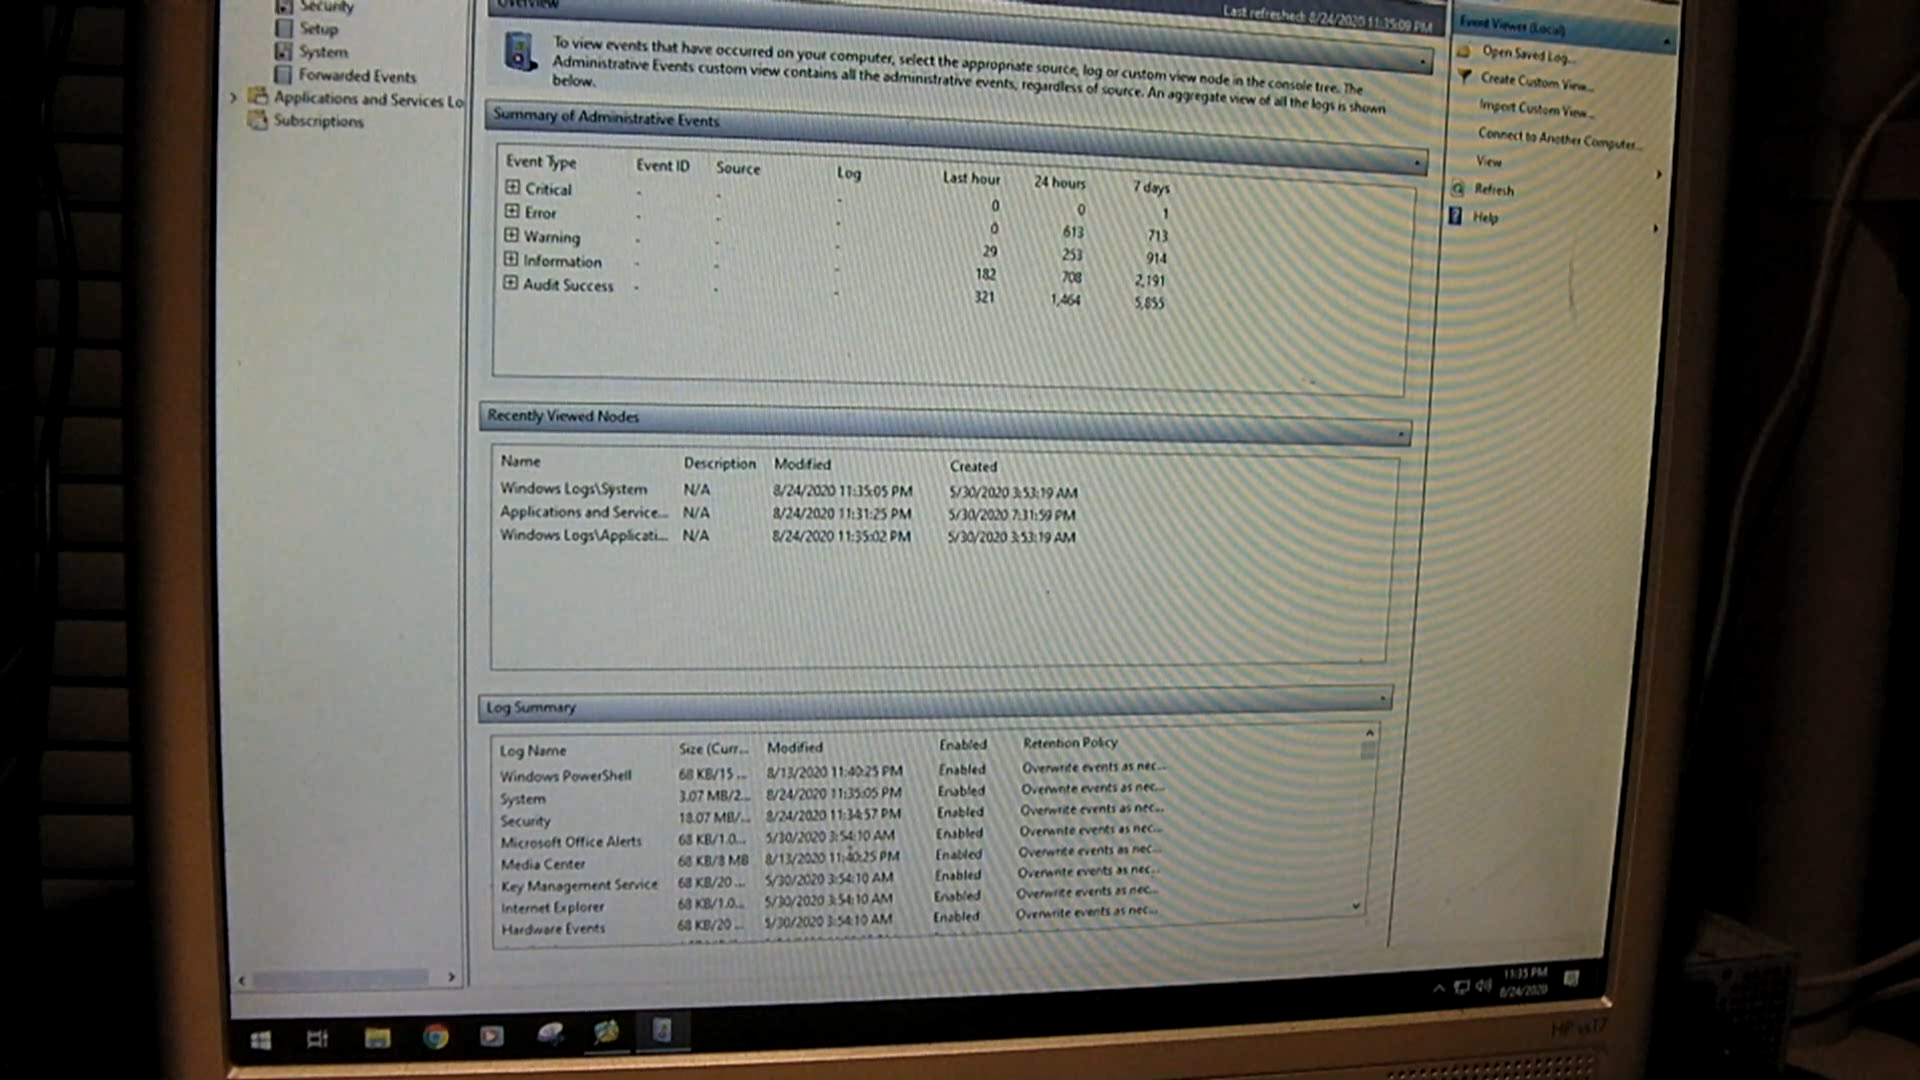 Security
Setup
System
Forwarded Events
Applications and Services Lo
Subscriptions
Overview
Last refreshed: 8/24/2020 11:35:09 PM
To view events that have occurred on your computer, select the appropriate source, log or custom view node in the console tree. The
Administrative Events custom view contains all the administrative events, regardless of source. An aggregate view of all the logs is shown
below.
Summary of Administrative Events
Event Type Event ID Source Log Last hour 24 hours 7 days
Critical - - - 0 0 1
Error - - - 0 613 713
Warning - - - 29 253 914
Information - - - 182 708 2,191
Audit Success - - - 321 1,464 5,855
Recently Viewed Nodes
Name Description Modified Created
Windows Logs\System N/A 8/24/2020 11:35:05 PM 5/30/2020 3:53:19 AM
Applications and Service... N/A 8/24/2020 11:31:25 PM 5/30/2020 7:31:59 PM
Windows Logs\Applicati... N/A 8/24/2020 11:35:02 PM 5/30/2020 3:53:19 AM
Log Summary
Log Name Size (Curr... Modified Enabled Retention Policy
Windows PowerShell 68 KB/15 ... 8/13/2020 11:40:25 PM Enabled Overwrite events as nec...
System 3.07 MB/2... 8/24/2020 11:35:05 PM Enabled Overwrite events as nec...
Security 18.07 MB/... 8/24/2020 11:34:57 PM Enabled Overwrite events as nec...
Microsoft Office Alerts 68 KB/1.0... 5/30/2020 3:54:10 AM Enabled Overwrite events as nec...
Media Center 68 KB/8 MB 8/13/2020 11:40:25 PM Enabled Overwrite events as nec...
Key Management Service 68 KB/20 ... 5/30/2020 3:54:10 AM Enabled Overwrite events as nec...
Internet Explorer 68 KB/1.0... 5/30/2020 3:54:10 AM Enabled Overwrite events as nec...
Hardware Events 68 KB/20 ... 5/30/2020 3:54:10 AM Enabled Overwrite events as nec...
Event Viewer (Local)
Open Saved Log...
Create Custom View...
Import Custom View...
Connect to Another Computer...
View
Refresh
Help
11:35 PM
8/24/2020
HP vs17